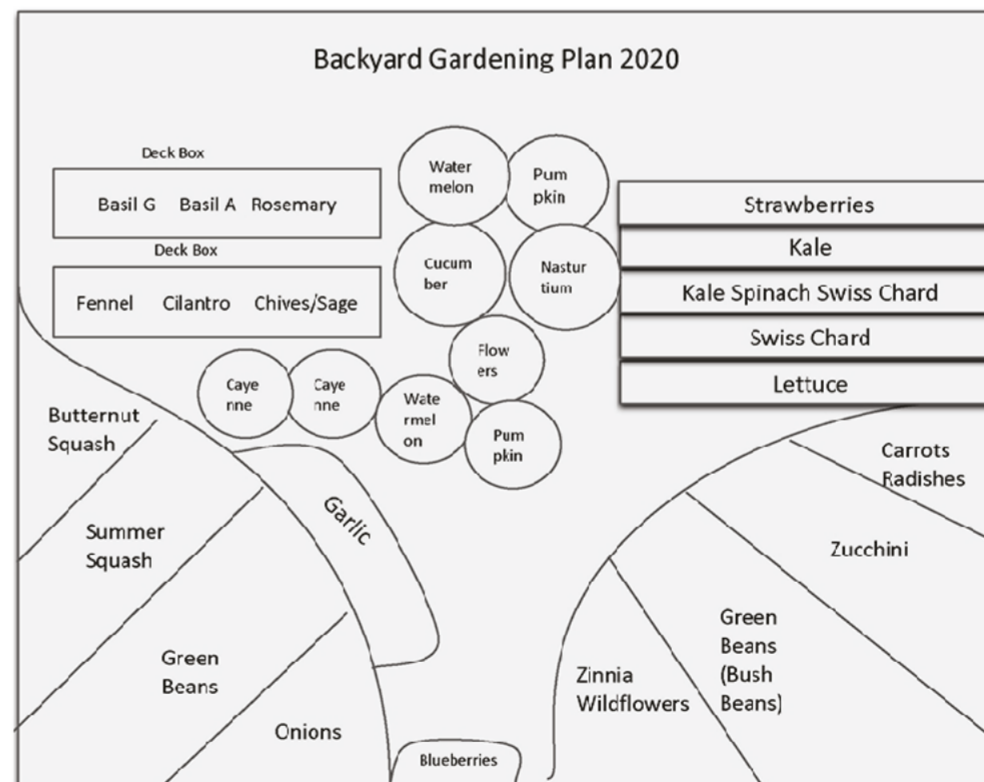 Backyard Gardening Plan 2020
Deck Box
Basil G Basil A Rosemary
Deck Box
Fennel Cilantro Chives/Sage
Water
melon
Pum
pkin
Cucum
ber
Nastur
tium
Flow
ers
Caye
nne
Caye
nne
Wate
rmel
on
Pum
pkin
Strawberries
Kale
Kale Spinach Swiss Chard
Swiss Chard
Lettuce
Butternut
Squash
Summer
Squash
Green
Beans
Onions
Garlic
Blueberries
Zinnia
Wildflowers
Green
Beans
(Bush
Beans)
Zucchini
Carrots
Radishes